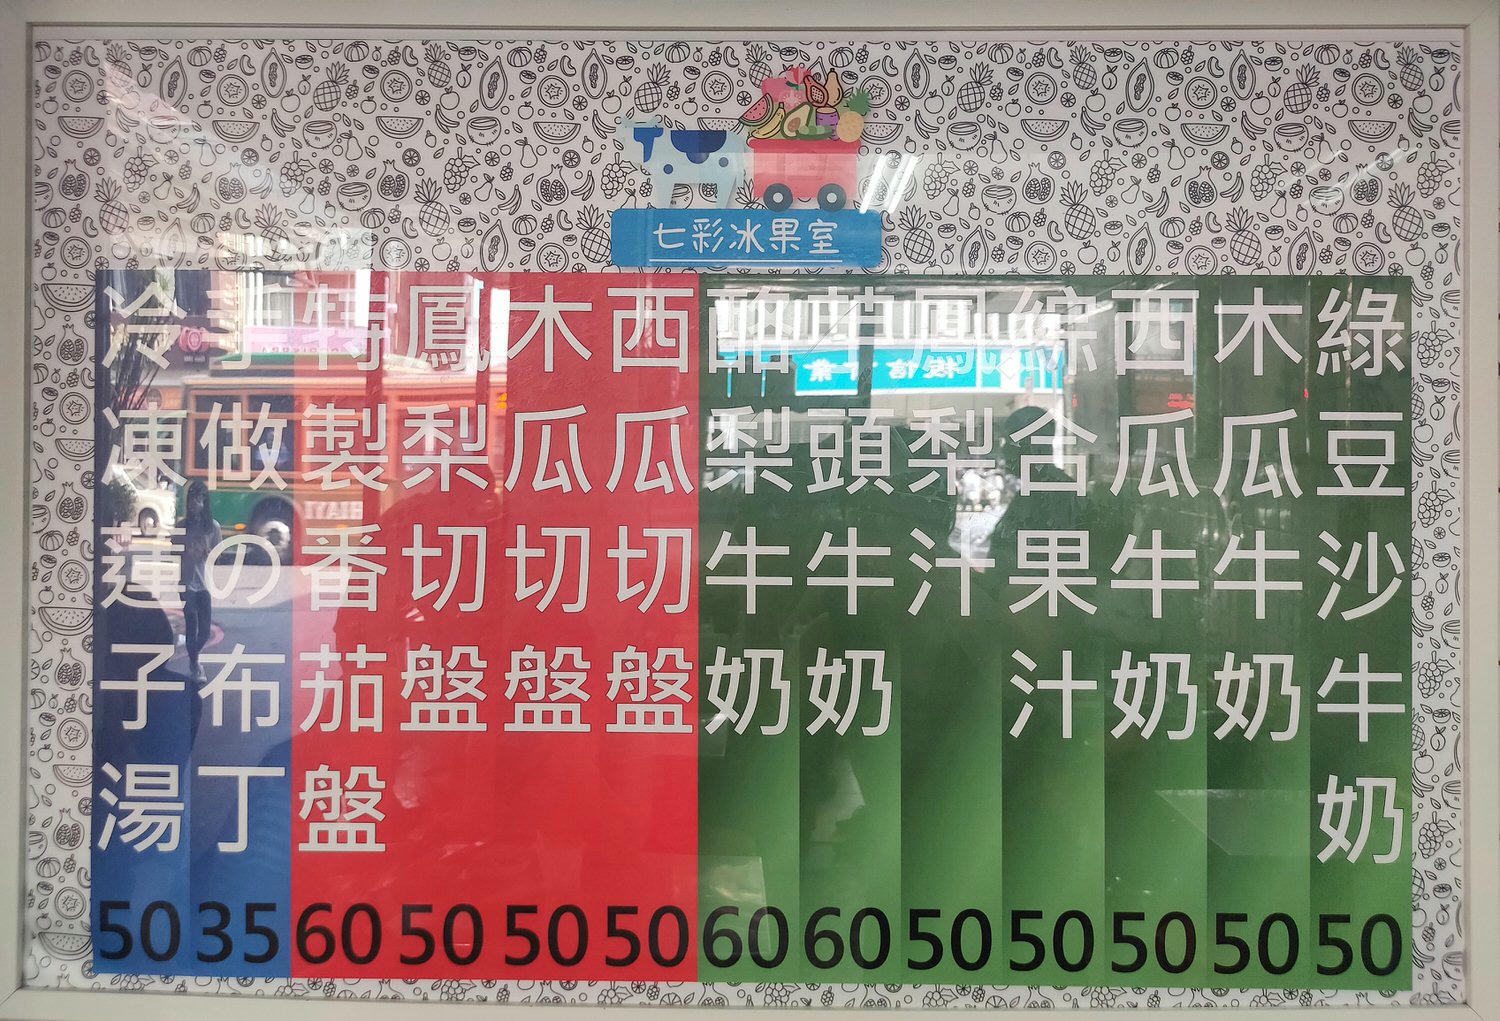 七彩冰果室
綠豆沙牛奶 50
木瓜牛奶 50
西瓜牛奶 50
綜合果汁 50
鳳梨汁 50
芋頭牛奶 60
酪梨牛奶 60
西瓜切盤 50
木瓜切盤 50
鳳梨切盤 50
特製番茄盤 60
手做の布丁 35
冷凍蓮子湯 50